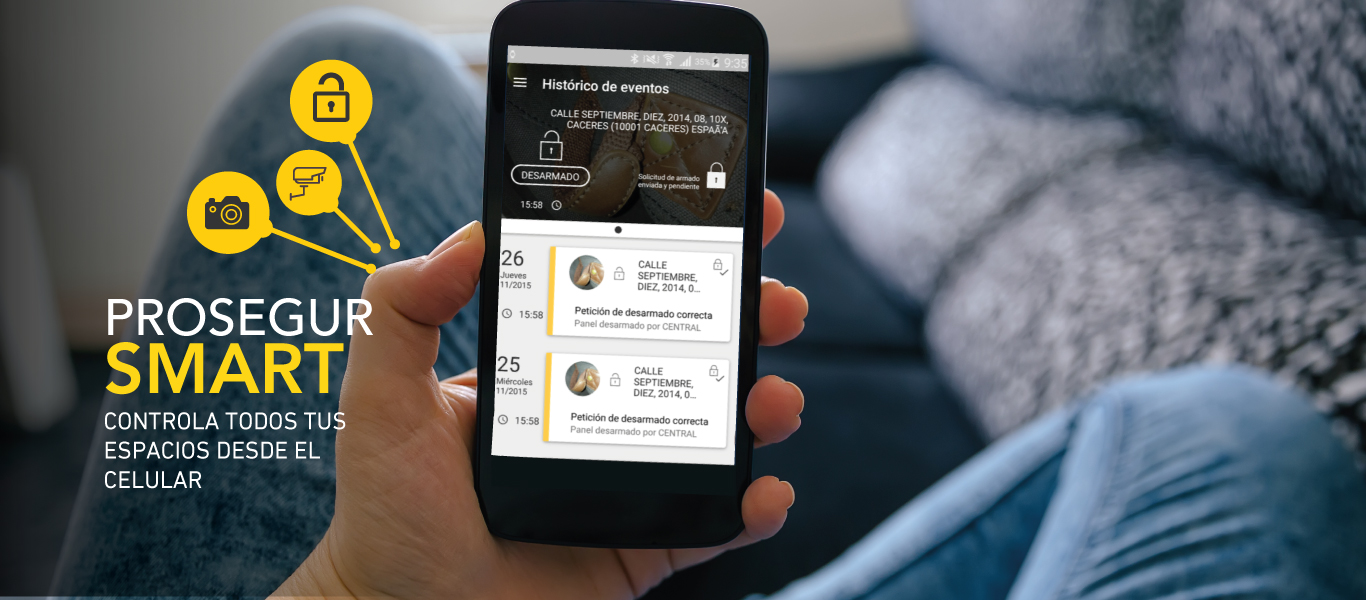 PROSEGUR
SMART
CONTROLA TODOS TUS
ESPACIOS DESDE EL
CELULAR
35% 9:35
Histórico de eventos
CALLE SEPTIEMBRE, DIEZ, 2014, 08, 10X,
CACERES (10001 CACERES) ESPAÃ'A
DESARMADO
Solicitud de armado
enviada y pendiente
15:58
26
Jueves
11/2015
15:58
CALLE
SEPTIEMBRE,
DIEZ, 2014, 0...
Petición de desarmado correcta
Panel desarmado por CENTRAL
25
Miércoles
11/2015
15:58
CALLE
SEPTIEMBRE,
DIEZ, 2014, 0...
Petición de desarmado correcta
Panel desarmado por CENTRAL